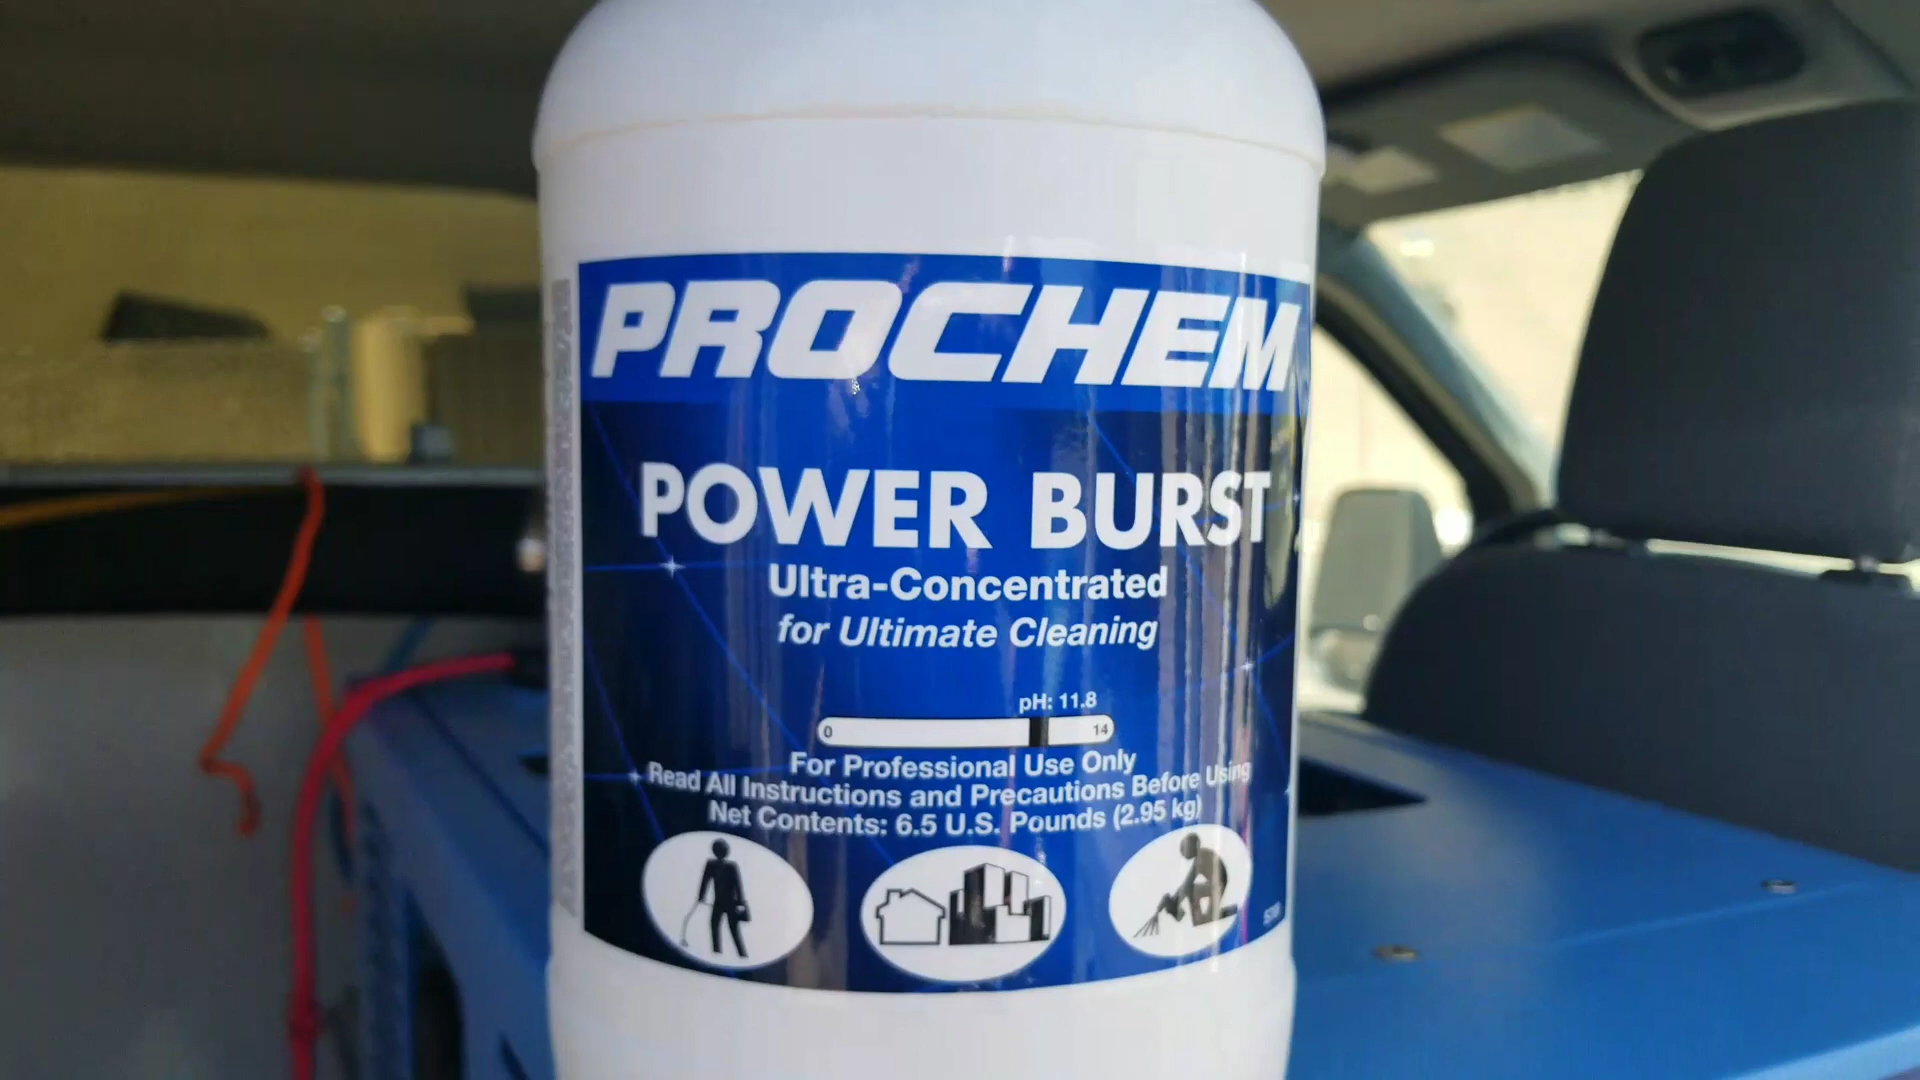 PROCHEM
POWER BURST
Ultra-Concentrated
for Ultimate Cleaning
pH: 11.8
0 14
For Professional Use Only
Read All Instructions and Precautions Before Using
Net Contents: 6.5 U.S. Pounds (2.95 kg)